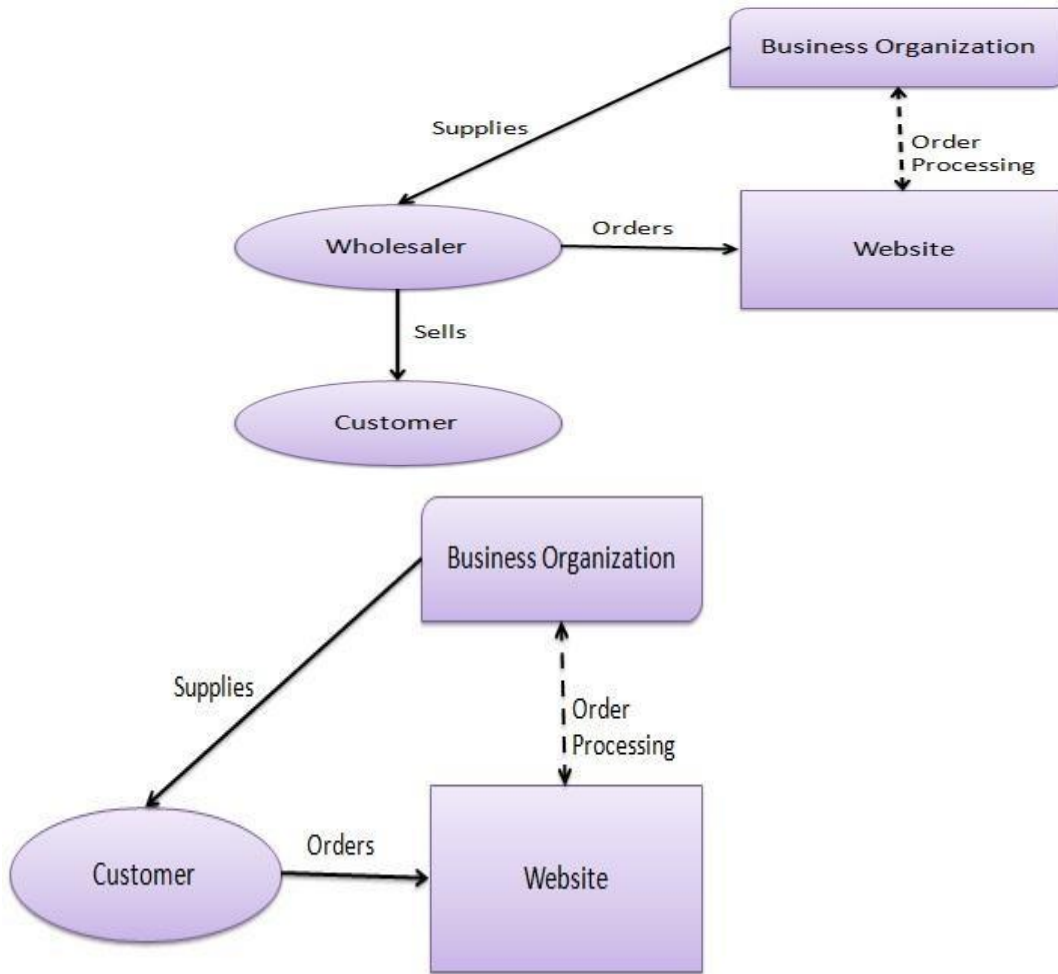 Business Organization
Supplies
Order
Processing
Wholesaler
Orders
Website
Sells
Customer
Business Organization
Supplies
Order
Processing
Customer
Orders
Website